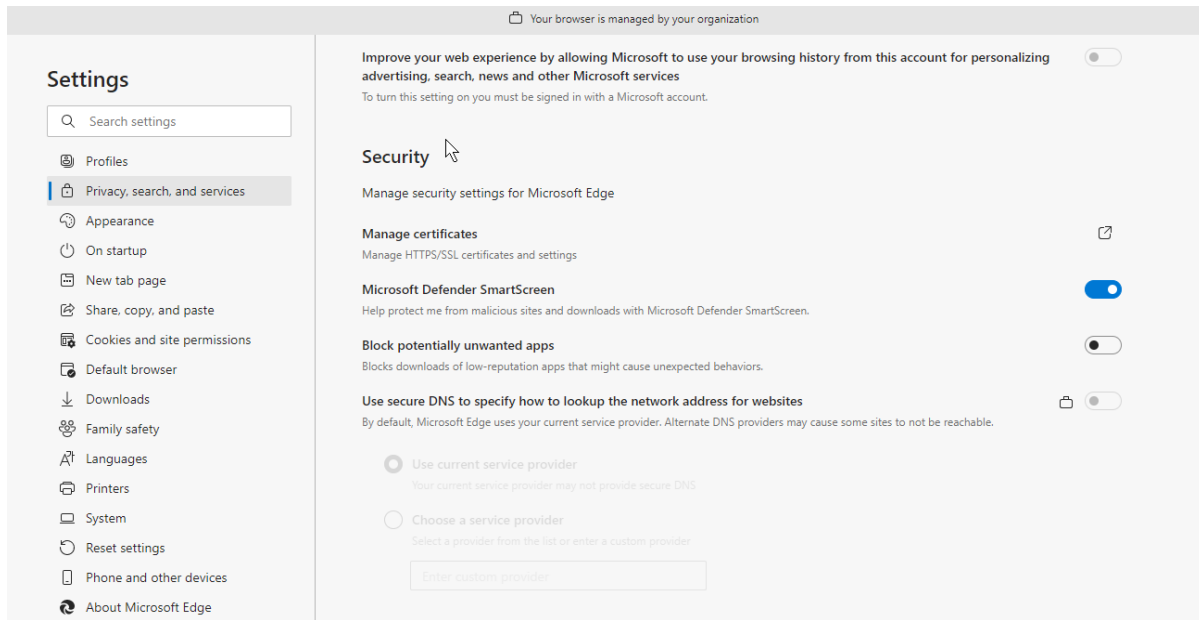 Your browser is managed by your organization
Settings
Search settings
Profiles
Privacy, search, and services
Appearance
On startup
New tab page
Share, copy, and paste
Cookies and site permissions
Default browser
Downloads
Family safety
Languages
Printers
System
Reset settings
Phone and other devices
About Microsoft Edge
Improve your web experience by allowing Microsoft to use your browsing history from this account for personalizing
advertising, search, news and other Microsoft services
To turn this setting on you must be signed in with a Microsoft account.
Security
Manage security settings for Microsoft Edge
Manage certificates
Manage HTTPS/SSL certificates and settings
Microsoft Defender SmartScreen
Help protect me from malicious sites and downloads with Microsoft Defender SmartScreen.
Block potentially unwanted apps
Blocks downloads of low-reputation apps that might cause unexpected behaviors.
Use secure DNS to specify how to lookup the network address for websites
By default, Microsoft Edge uses your current service provider. Alternate DNS providers may cause some sites to not be reachable.
Use current service provider
Your current service provider may not provide secure DNS
Choose a service provider
Select a provider from the list or enter a custom provider
Enter custom provider